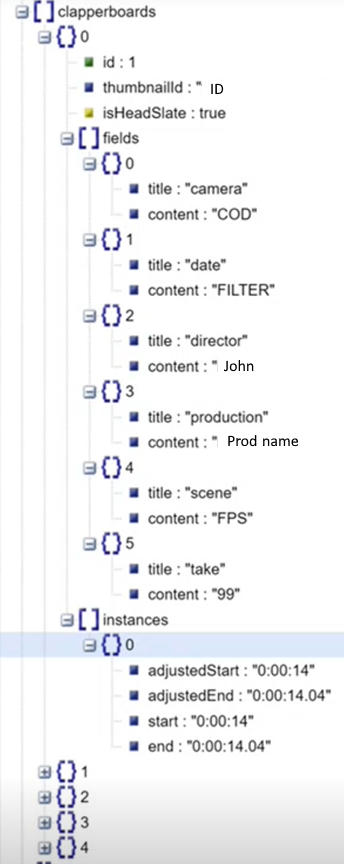 [ ] clapperboards
{} 0
id : 1
thumbnailId : " ID
isHeadSlate : true
[ ] fields
{} 0
title : "camera"
content : "COD"
{} 1
title : "date"
content : "FILTER"
{} 2
title : "director"
content : " John
{} 3
title : "production"
content : " Prod name
{} 4
title : "scene"
content : "FPS"
{} 5
title : "take"
content : "99"
[ ] instances
{} 0
adjustedStart : "0:00:14"
adjustedEnd : "0:00:14.04"
start : "0:00:14"
end : "0:00:14.04"
{} 1
{} 2
{} 3
{} 4